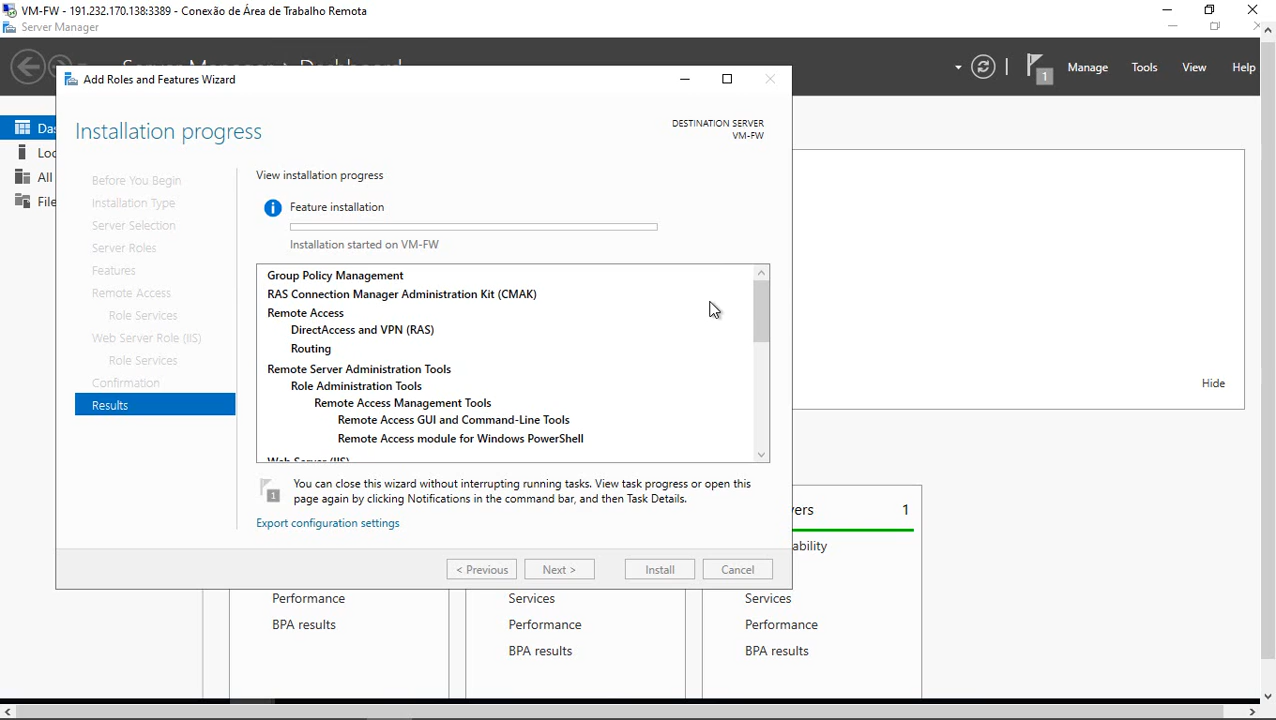 VM-FW - 191.232.170.138:3389 - Conexão de Área de Trabalho Remota
Server Manager
Manage
Tools
View
Help
1
Add Roles and Features Wizard
Installation progress
DESTINATION SERVER
VM-FW
Before You Begin
Installation Type
Server Selection
Server Roles
Features
Remote Access
Role Services
Web Server Role (IIS)
Role Services
Confirmation
Results
View installation progress
Feature installation
Installation started on VM-FW
Group Policy Management
RAS Connection Manager Administration Kit (CMAK)
Remote Access
DirectAccess and VPN (RAS)
Routing
Remote Server Administration Tools
Role Administration Tools
Remote Access Management Tools
Remote Access GUI and Command-Line Tools
Remote Access module for Windows PowerShell
Web Server (IIS)
1
You can close this wizard without interrupting running tasks. View task progress or open this
page again by clicking Notifications in the command bar, and then Task Details.
Export configuration settings
< Previous
Next >
Install
Cancel
All
Hide
1
Performance
BPA results
Services
Performance
BPA results
Services
Performance
BPA results